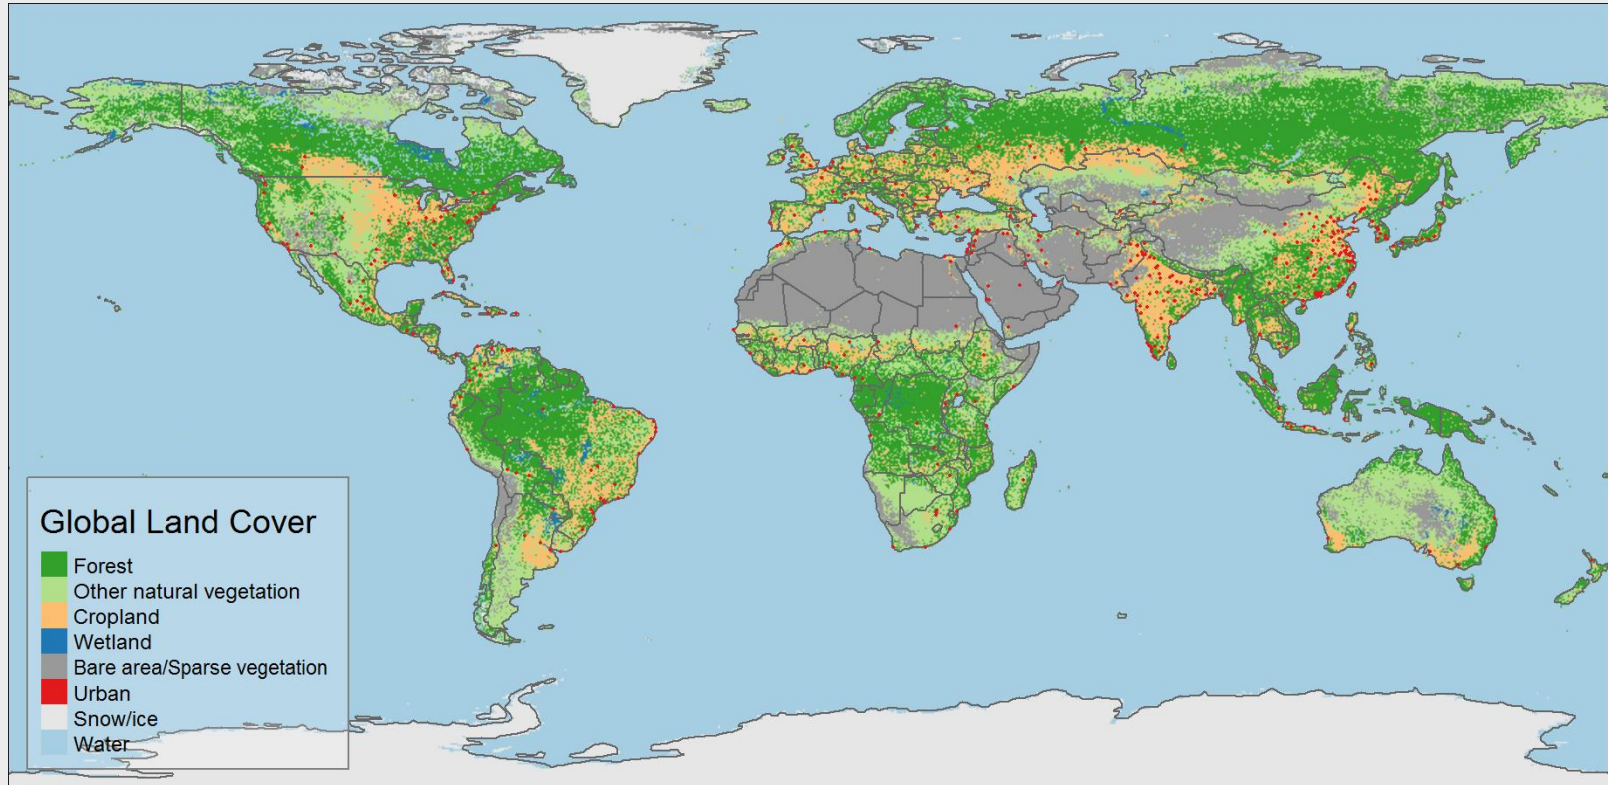 Global Land Cover
Forest
Other natural vegetation
Cropland
Wetland
Bare area/Sparse vegetation
Urban
Snow/ice
Water